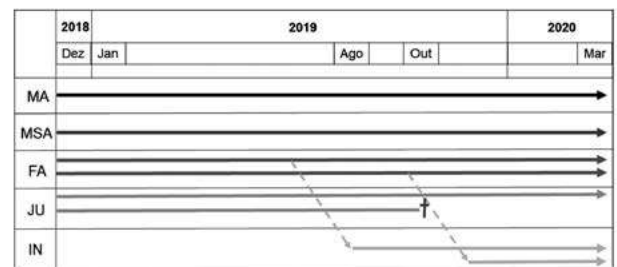 2018 2019 2020
Dez Jan Ago Out Mar
MA
MSA
FA
JU †
IN